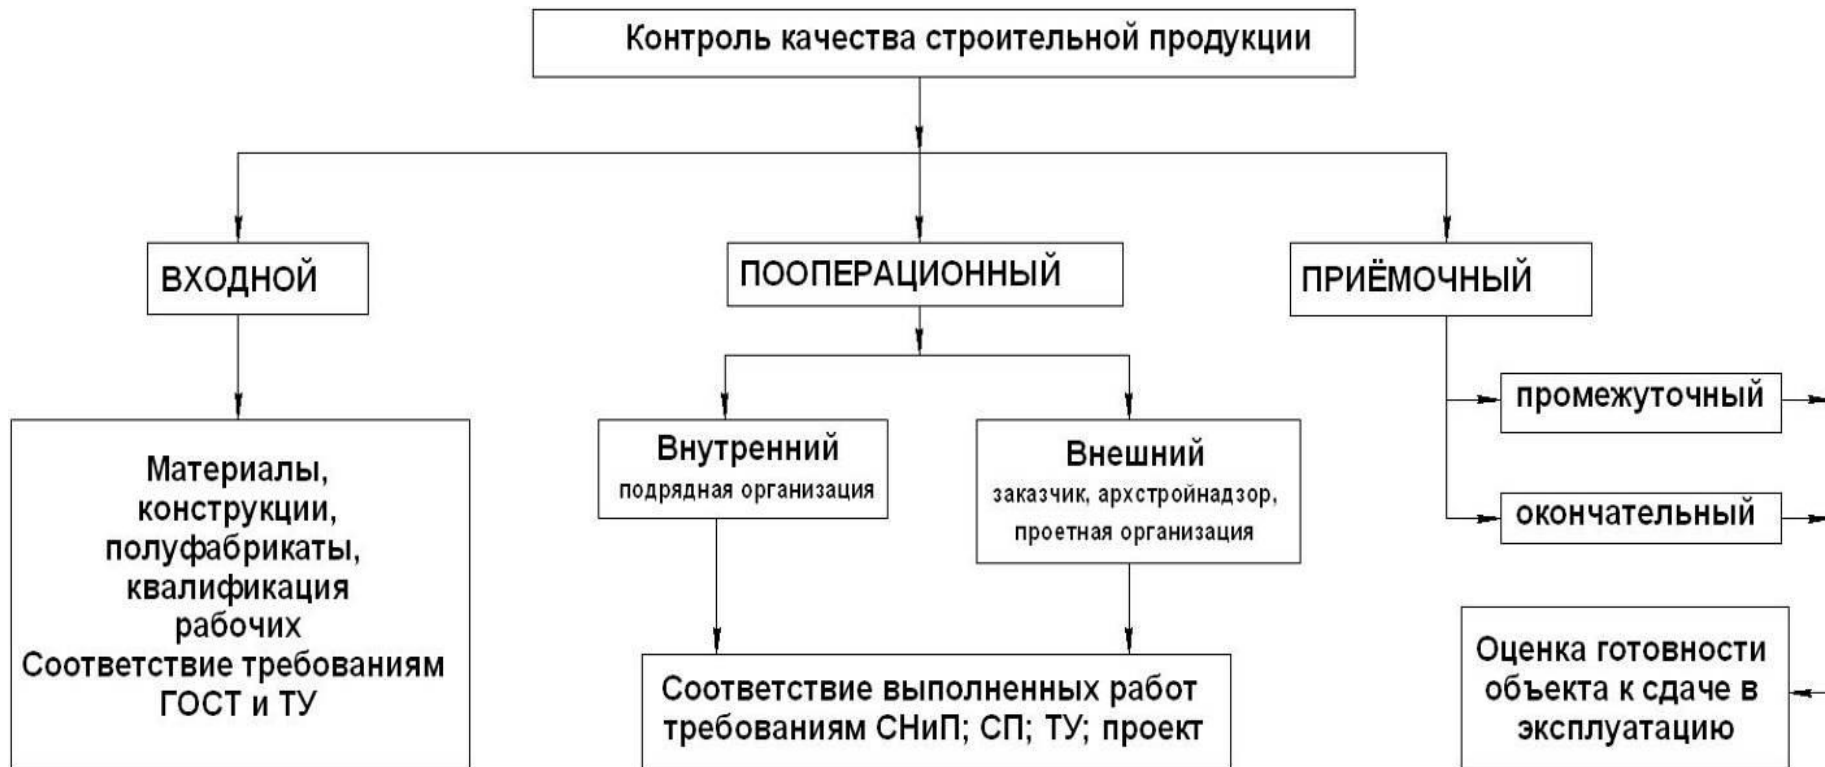 Контроль качества строительной продукции
ВХОДНОЙ
ПООПЕРАЦИОННЫЙ
ПРИЁМОЧНЫЙ
Материалы,
конструкции,
полуфабрикаты,
квалификация
рабочих
Соответствие требованиям
ГОСТ и ТУ
Внутренний
подрядная организация
Внешний
заказчик, архстройнадзор,
проетная организация
Соответствие выполненных работ
требованиям СНиП; СП; ТУ; проект
промежуточный
окончательный
Оценка готовности
объекта к сдаче в
эксплуатацию